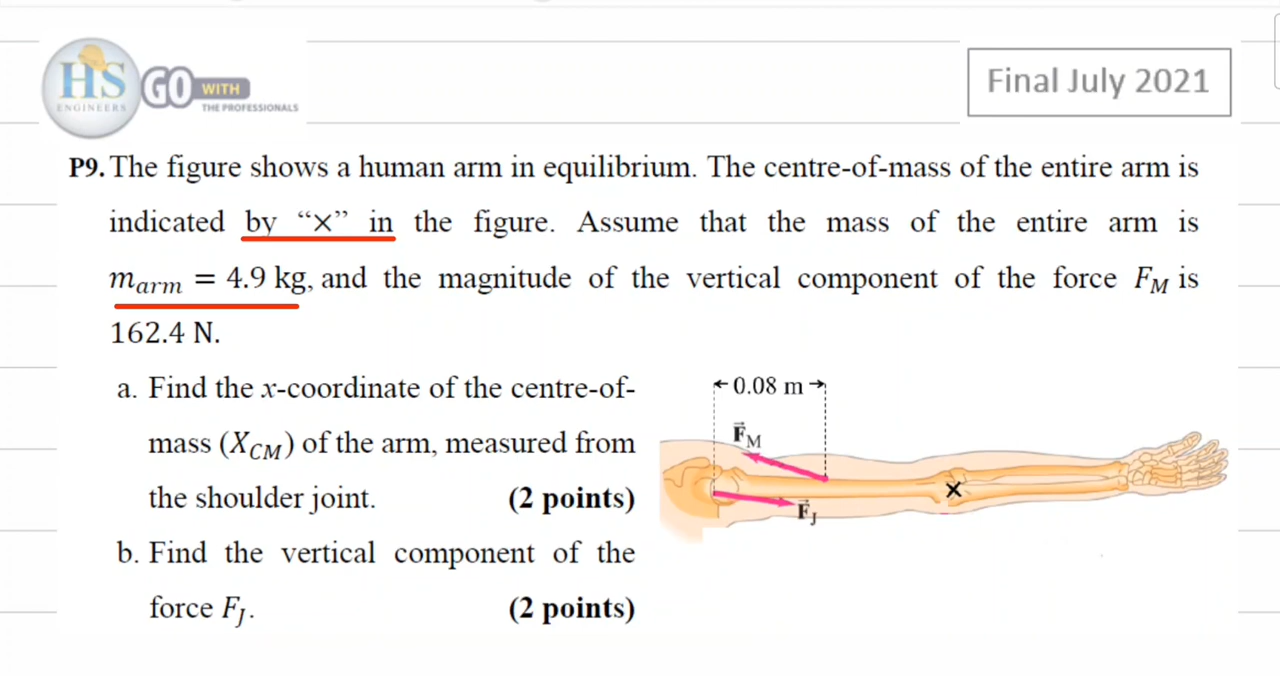 HS GO WITH
ENGINEERS THE PROFESSIONALS
Final July 2021
P9. The figure shows a human arm in equilibrium. The centre-of-mass of the entire arm is
indicated by “×” in the figure. Assume that the mass of the entire arm is
m_arm = 4.9 kg, and the magnitude of the vertical component of the force F_M is
162.4 N.
a. Find the x-coordinate of the centre-of-
mass (X_CM) of the arm, measured from
the shoulder joint. (2 points)
b. Find the vertical component of the
force F_J. (2 points)
0.08 m
F⃗_M
×
F⃗_J